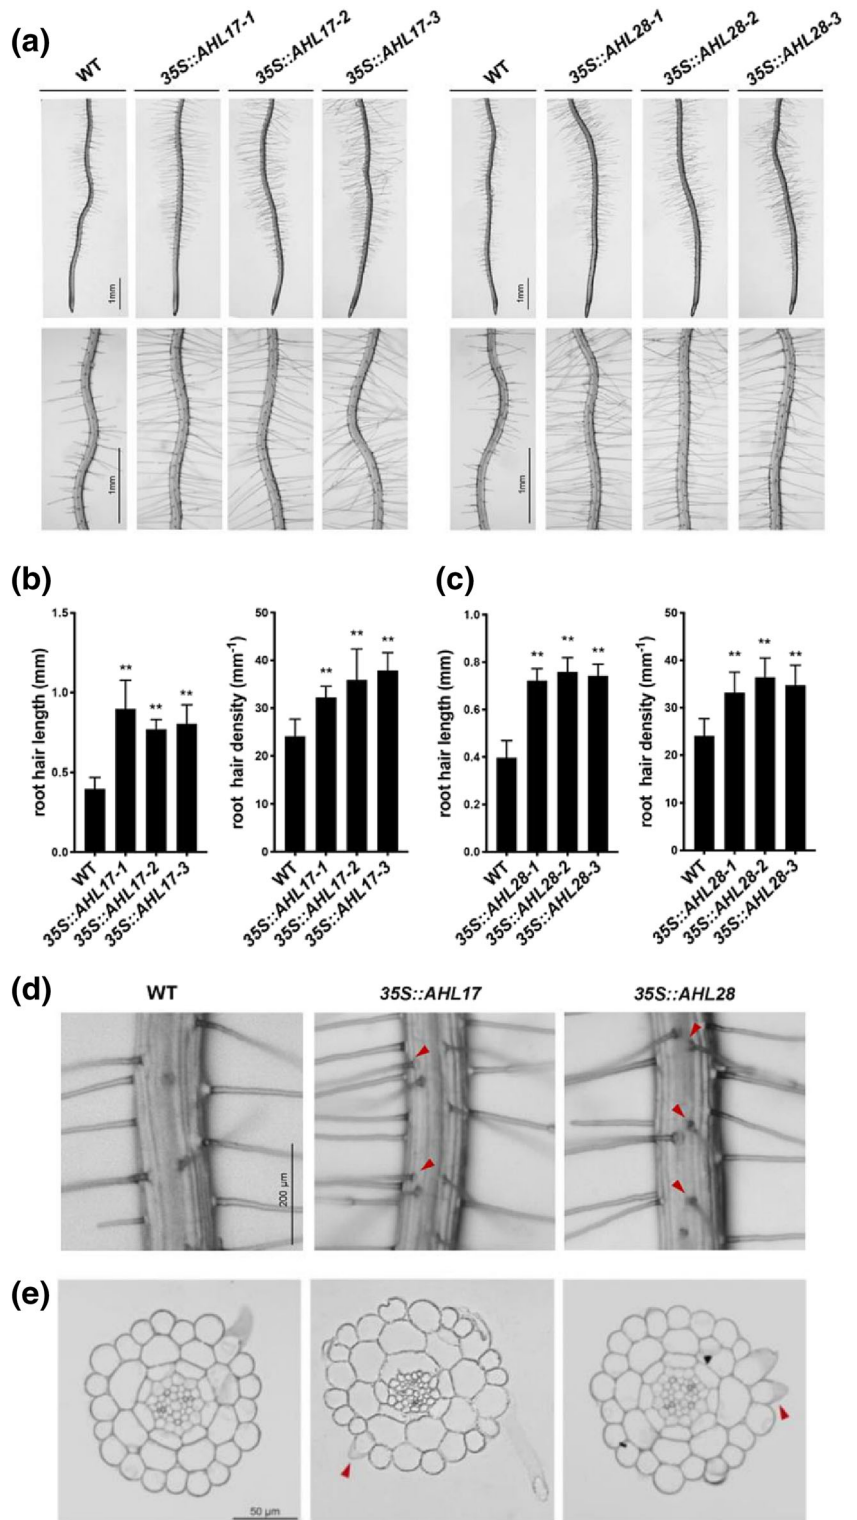 (a)
WT 35S::AHL17-1 35S::AHL17-2 35S::AHL17-3 WT 35S::AHL28-1 35S::AHL28-2 35S::AHL28-3
1mm 1mm
1mm 1mm
(b) (c)
root hair length (mm)
1.5
1.0
0.5
0.0
** ** **
WT 35S::AHL17-1 35S::AHL17-2 35S::AHL17-3
root hair density (mm⁻¹)
50
40
30
20
10
0
** ** **
WT 35S::AHL17-1 35S::AHL17-2 35S::AHL17-3
root hair length (mm)
1.0
0.8
0.6
0.4
0.2
0.0
** ** **
WT 35S::AHL28-1 35S::AHL28-2 35S::AHL28-3
root hair density (mm⁻¹)
50
40
30
20
10
0
** ** **
WT 35S::AHL28-1 35S::AHL28-2 35S::AHL28-3
(d)
WT 35S::AHL17 35S::AHL28
200 µm
(e)
50 µm